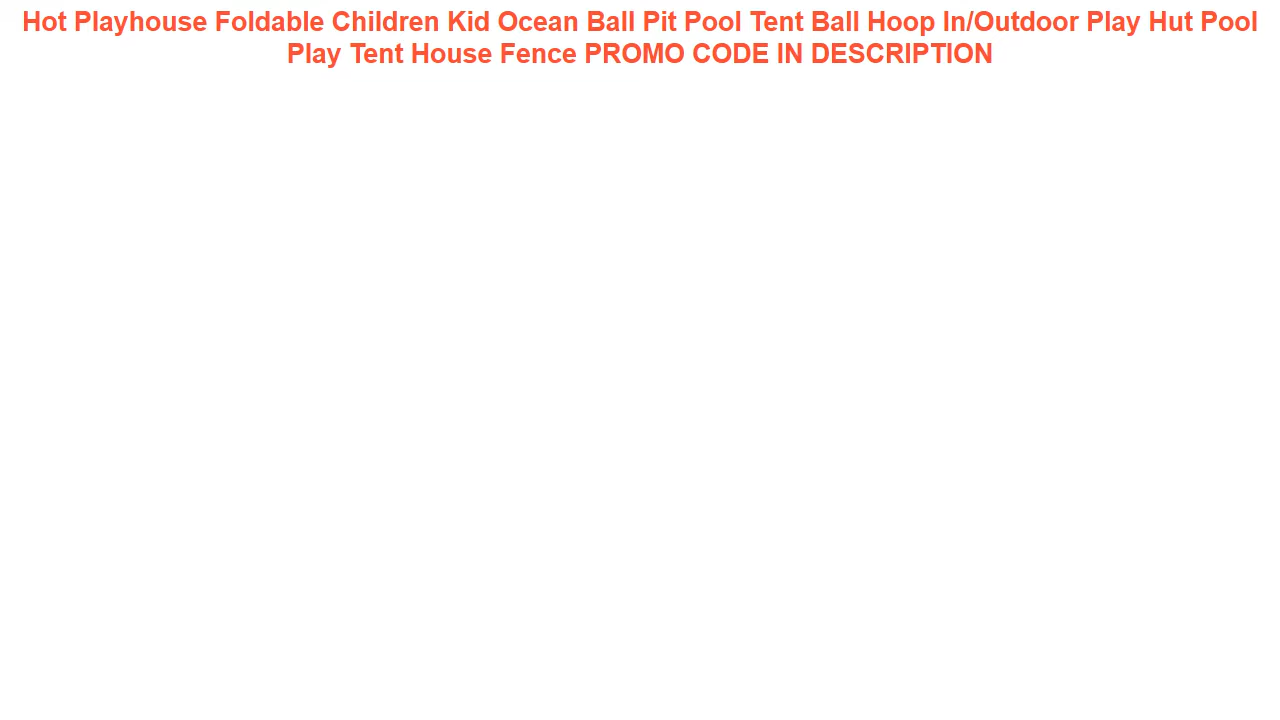 Hot Playhouse Foldable Children Kid Ocean Ball Pit Pool Tent Ball Hoop In/Outdoor Play Hut Pool
Play Tent House Fence PROMO CODE IN DESCRIPTION